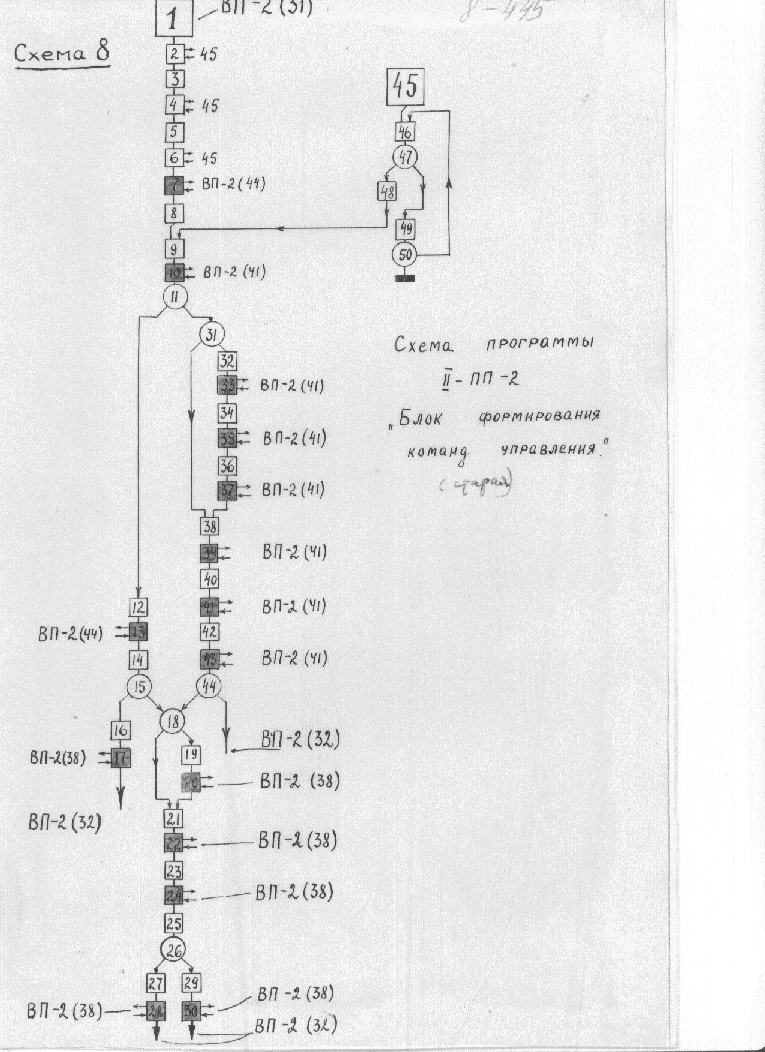 1 ВП-2 (31) 8-445
Схема 8
2 45
3
4 45
5
6 45
7 ВП-2 (44)
8
9
10 ВП-2 (41)
11
45
46
47
48
49
50
31
32
33 ВП-2 (41)
34
35 ВП-2 (41)
36
37 ВП-2 (41)
38
39 ВП-2 (41)
40
41 ВП-2 (41)
42
43 ВП-2 (41)
44
Схема программы
II - ПП -2
"Блок формирования
команд управления."
(старая)
12
ВП-2 (44) 13
14
15
16
ВП-2 (38) 17
ВП-2 (32)
18
ВП-2 (32)
19
20 ВП-2 (38)
21
22 ВП-2 (38)
23
24 ВП-2 (38)
25
26
27 29
ВП-2 (38) 28 30 ВП-2 (38)
ВП-2 (32)